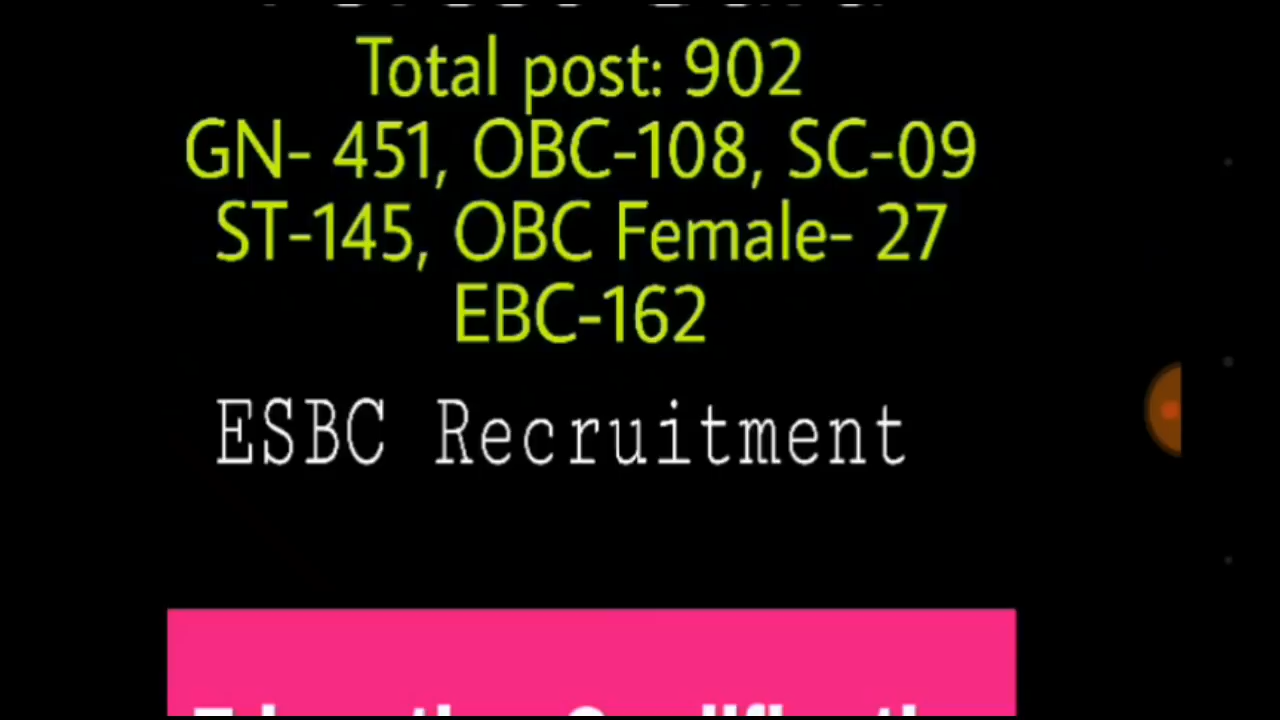 Total post: 902
GN- 451, OBC-108, SC-09
ST-145, OBC Female- 27
EBC-162
ESBC Recruitment